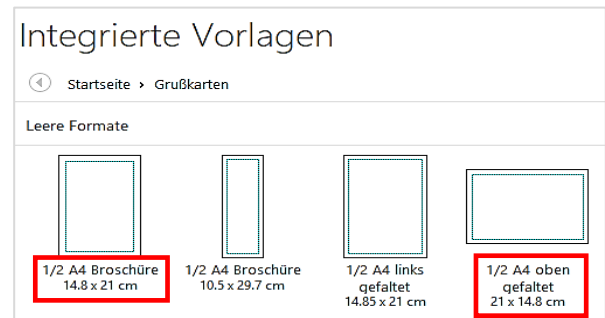 Integrierte Vorlagen
Startseite › Grußkarten
Leere Formate
1/2 A4 Broschüre
14.8 x 21 cm
1/2 A4 Broschüre
10.5 x 29.7 cm
1/2 A4 links
gefaltet
14.85 x 21 cm
1/2 A4 oben
gefaltet
21 x 14.8 cm